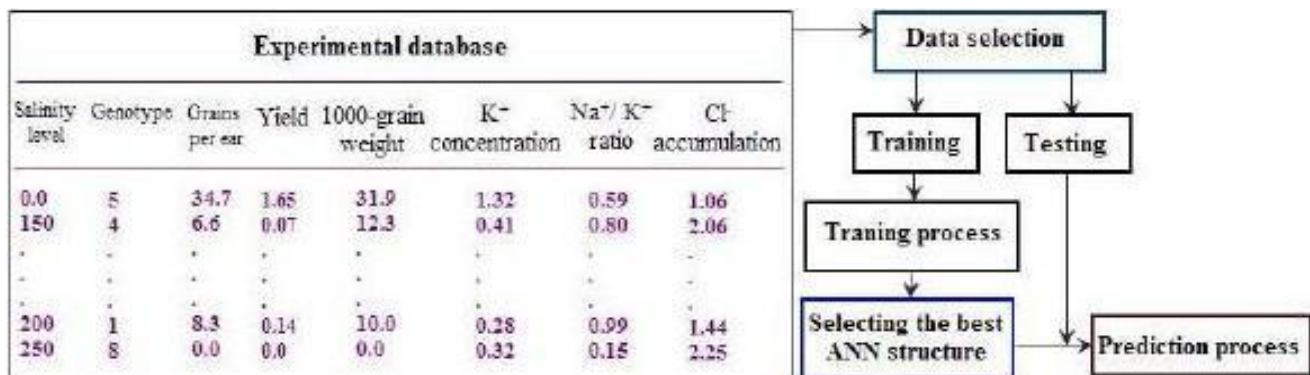 Experimental database
Salinity level Genotype Grains per ear Yield 1000-grain weight K⁺ concentration Na⁺/ K⁺ ratio Cl- accumulation
0.0 5 34.7 1.65 31.9 1.32 0.59 1.06
150 4 6.6 0.07 12.3 0.41 0.80 2.06
. . . . . . . .
. . . . . . . .
. . . . . . . .
200 1 8.3 0.14 10.0 0.28 0.99 1.44
250 8 0.0 0.0 0.0 0.32 0.15 2.25
Data selection
Training Testing
Traning process
Selecting the best
ANN structure
Prediction process